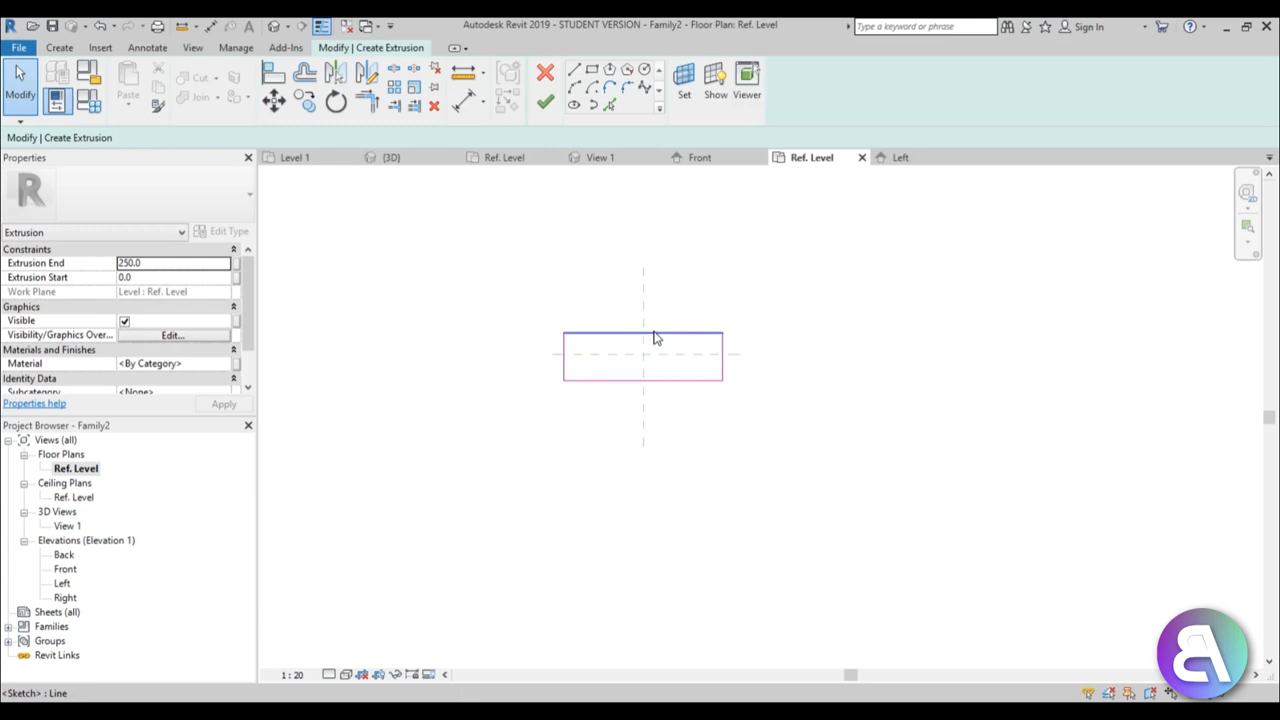 Autodesk Revit 2019 - STUDENT VERSION - Family2 - Floor Plan: Ref. Level
Type a keyword or phrase
Sign In
File Create Insert Annotate View Manage Add-Ins Modify | Create Extrusion
Modify
Paste
Cut
Join
Set
Show
Viewer
Modify | Create Extrusion
Properties
Level 1
(3D)
Ref. Level
View 1
Front
Ref. Level
Left
Extrusion
Edit Type
Constraints
Extrusion End 250.0
Extrusion Start 0.0
Work Plane Level : Ref. Level
Graphics
Visible
Visibility/Graphics Over... Edit...
Materials and Finishes
Material <By Category>
Identity Data
Subcategory <None>
Properties help
Apply
Project Browser - Family2
Views (all)
Floor Plans
Ref. Level
Ceiling Plans
Ref. Level
3D Views
View 1
Elevations (Elevation 1)
Back
Front
Left
Right
Sheets (all)
Families
Groups
Revit Links
1 : 20
<Sketch> : Line